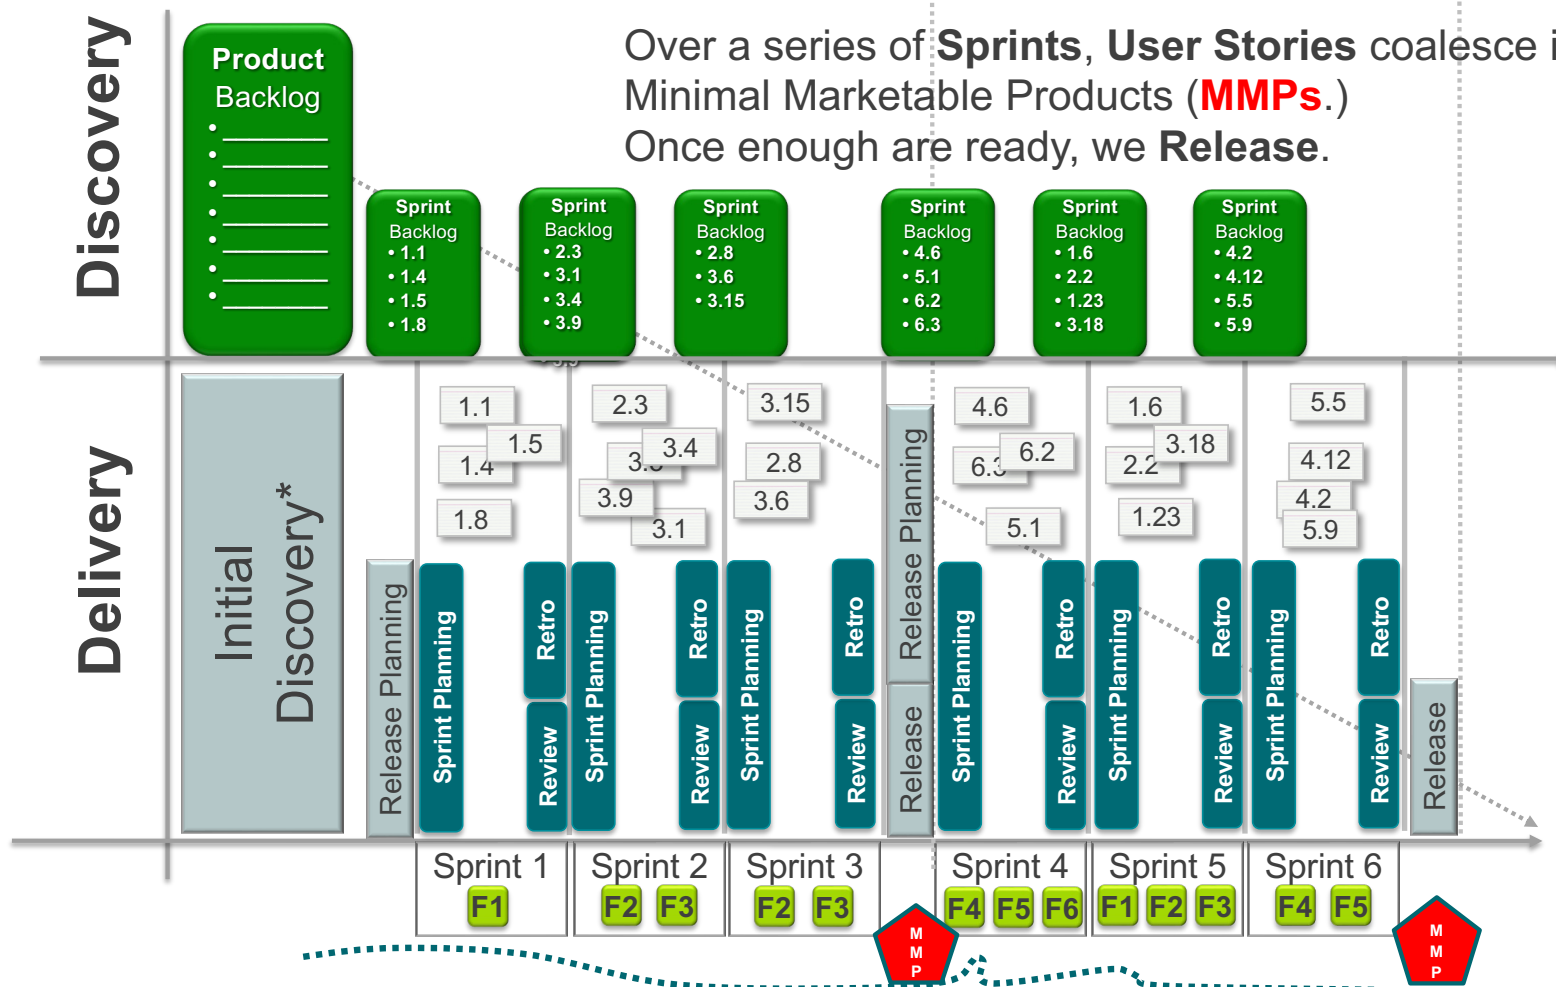 Discovery
Delivery
Over a series of Sprints, User Stories coalesce i
Minimal Marketable Products (MMPs.)
Once enough are ready, we Release.
Product
Backlog
Sprint
Backlog
• 1.1
• 1.4
• 1.5
• 1.8
Sprint
Backlog
• 2.3
• 3.1
• 3.4
• 3.9
Sprint
Backlog
• 2.8
• 3.6
• 3.15
Sprint
Backlog
• 4.6
• 5.1
• 6.2
• 6.3
Sprint
Backlog
• 1.6
• 2.2
• 1.23
• 3.18
Sprint
Backlog
• 4.2
• 4.12
• 5.5
• 5.9
Initial
Discovery*
Release Planning
1.1
1.5
1.4
1.8
Sprint Planning
Retro
Review
2.3
3.4
3.9
3.1
Sprint Planning
Retro
Review
3.15
2.8
3.6
Sprint Planning
Retro
Review
Release Planning
Release
4.6
6.2
6.3
5.1
Sprint Planning
Retro
Review
1.6
3.18
2.2
1.23
Sprint Planning
Retro
Review
5.5
4.12
4.2
5.9
Sprint Planning
Retro
Review
Release
Sprint 1
F1
Sprint 2
F2 F3
Sprint 3
F2 F3
MMP
Sprint 4
F4 F5 F6
Sprint 5
F1 F2 F3
Sprint 6
F4 F5
MMP